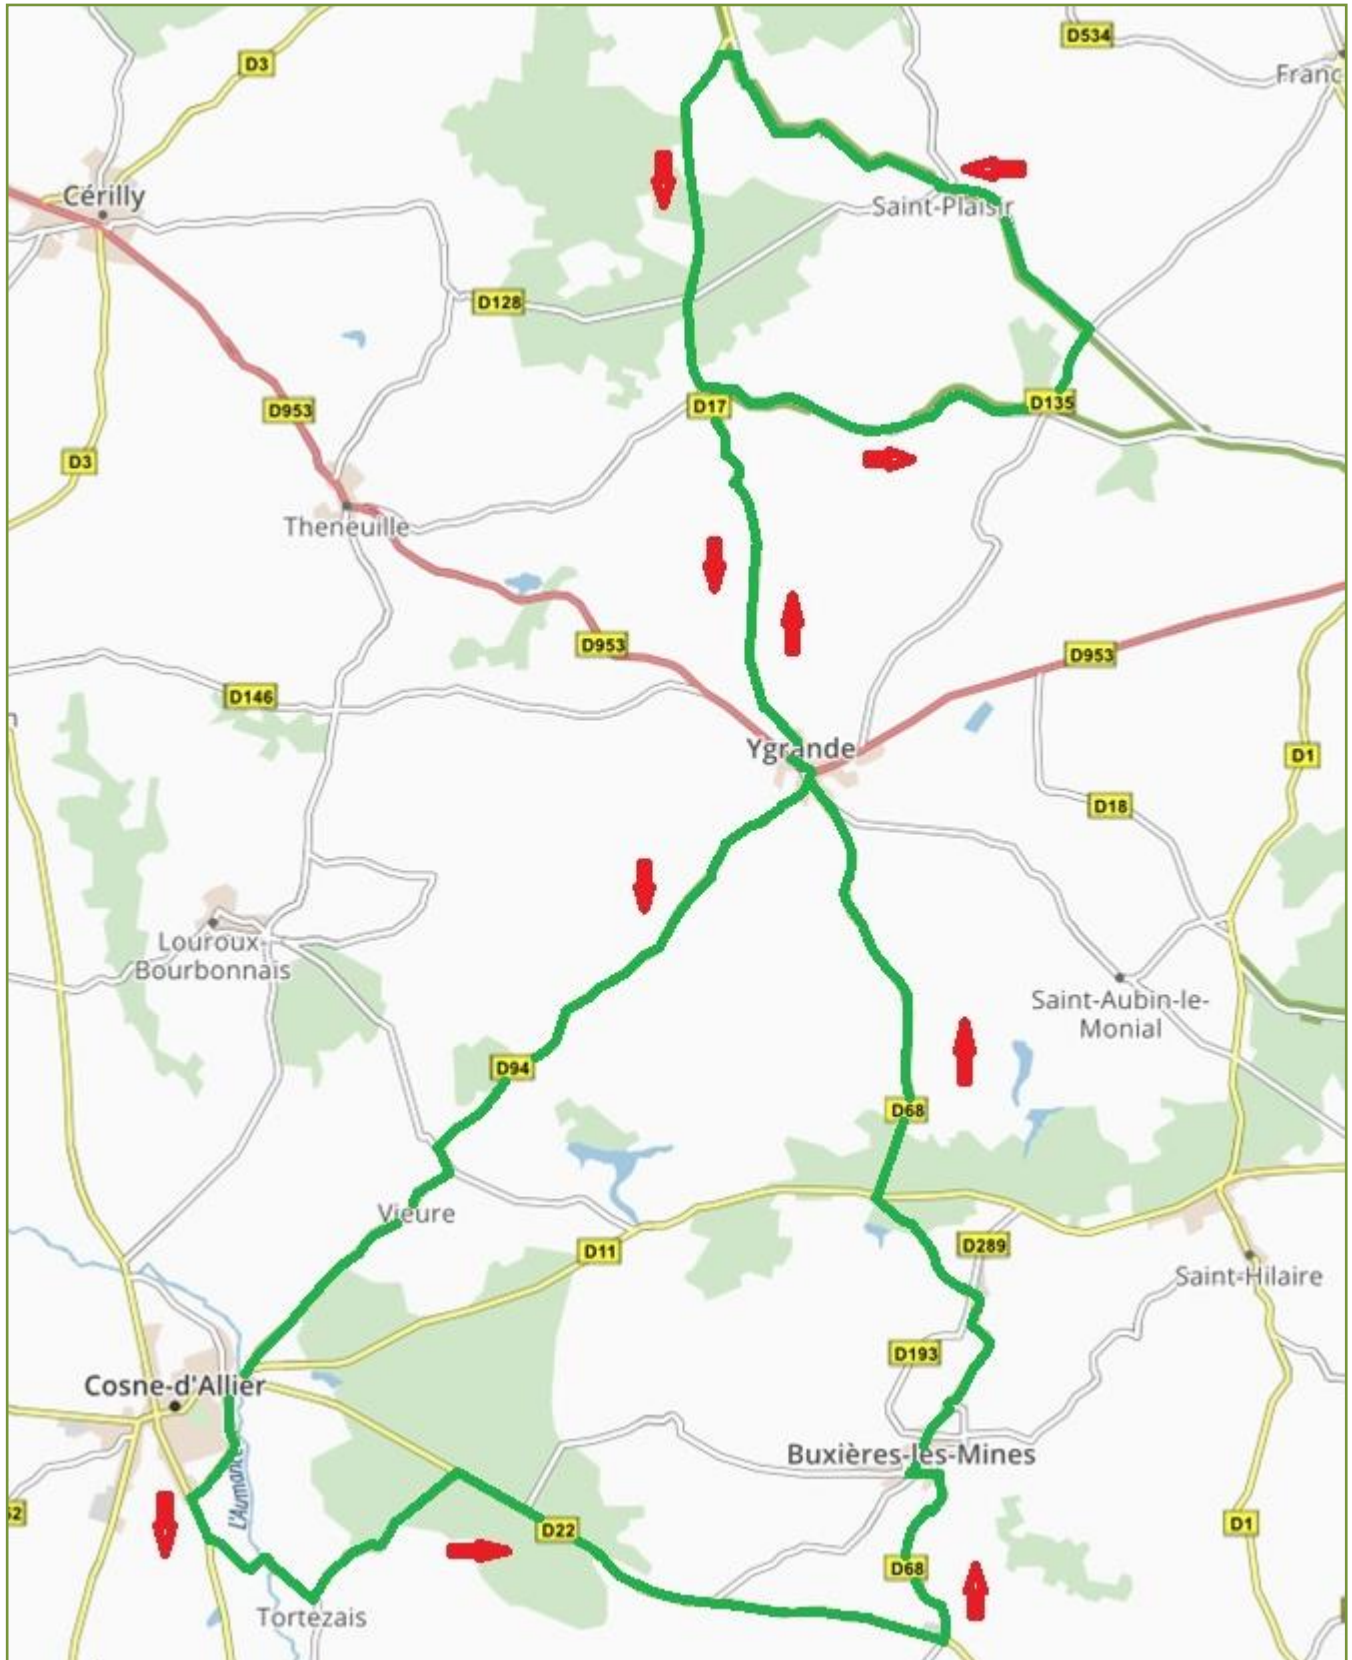 D534
D3
Franc
Cérilly
Saint-Plaisir
D128
D17
D135
D953
D3
Theneuille
D953
D953
D146
n
Ygrande
D1
D18
Louroux-
Bourbonnais
Saint-Aubin-le-
Monial
D94
D68
Vieure
D11
D289
Saint-Hilaire
D193
Cosne-d'Allier
Buxières-les-Mines
L'Aumance
52
D22
D1
D68
Tortezais